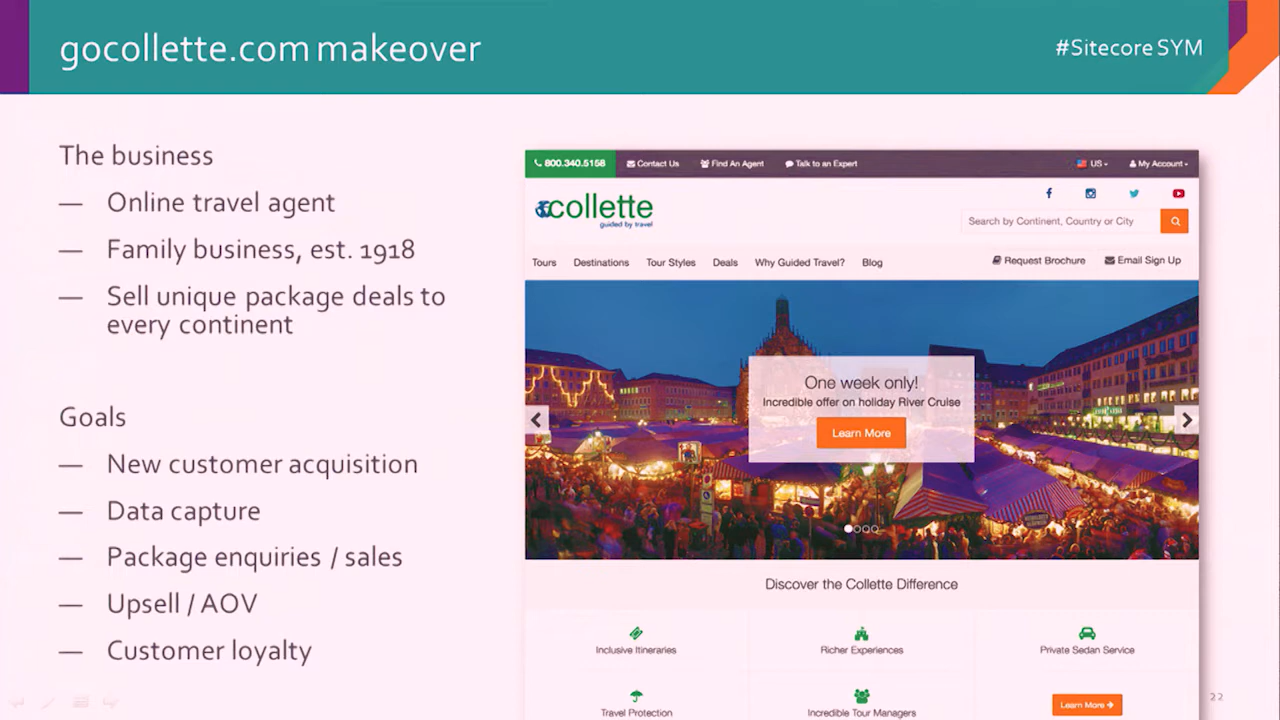 gocollette.com makeover
#Sitecore SYM
The business
— Online travel agent
— Family business, est. 1918
— Sell unique package deals to
every continent
Goals
— New customer acquisition
— Data capture
— Package enquiries / sales
— Upsell / AOV
— Customer loyalty
800.340.5158 Contact Us Find An Agent Talk to an Expert US My Account
collette
guided by travel
Search by Continent, Country or City
Tours Destinations Tour Styles Deals Why Guided Travel? Blog Request Brochure Email Sign Up
One week only!
Incredible offer on holiday River Cruise
Learn More
Discover the Collette Difference
Inclusive Itineraries Richer Experiences Private Sedan Service
Travel Protection Incredible Tour Managers Learn More
22